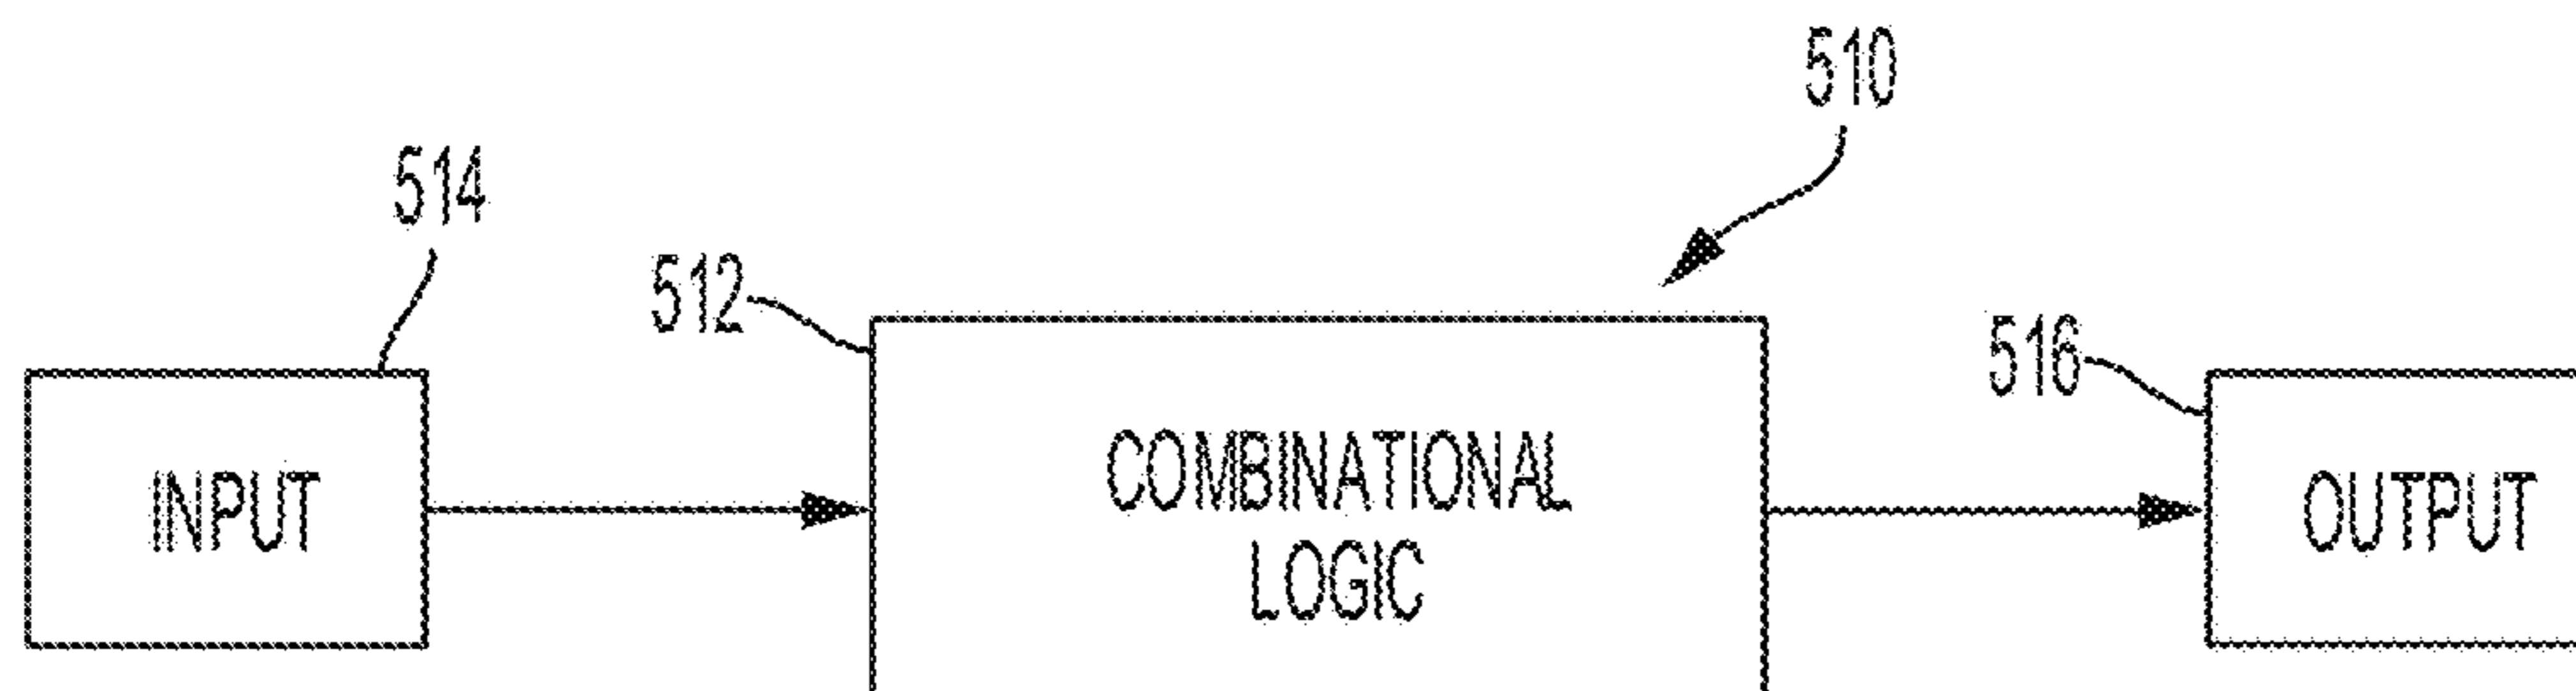 510
514
512
516
INPUT
COMBINATIONAL
LOGIC
OUTPUT